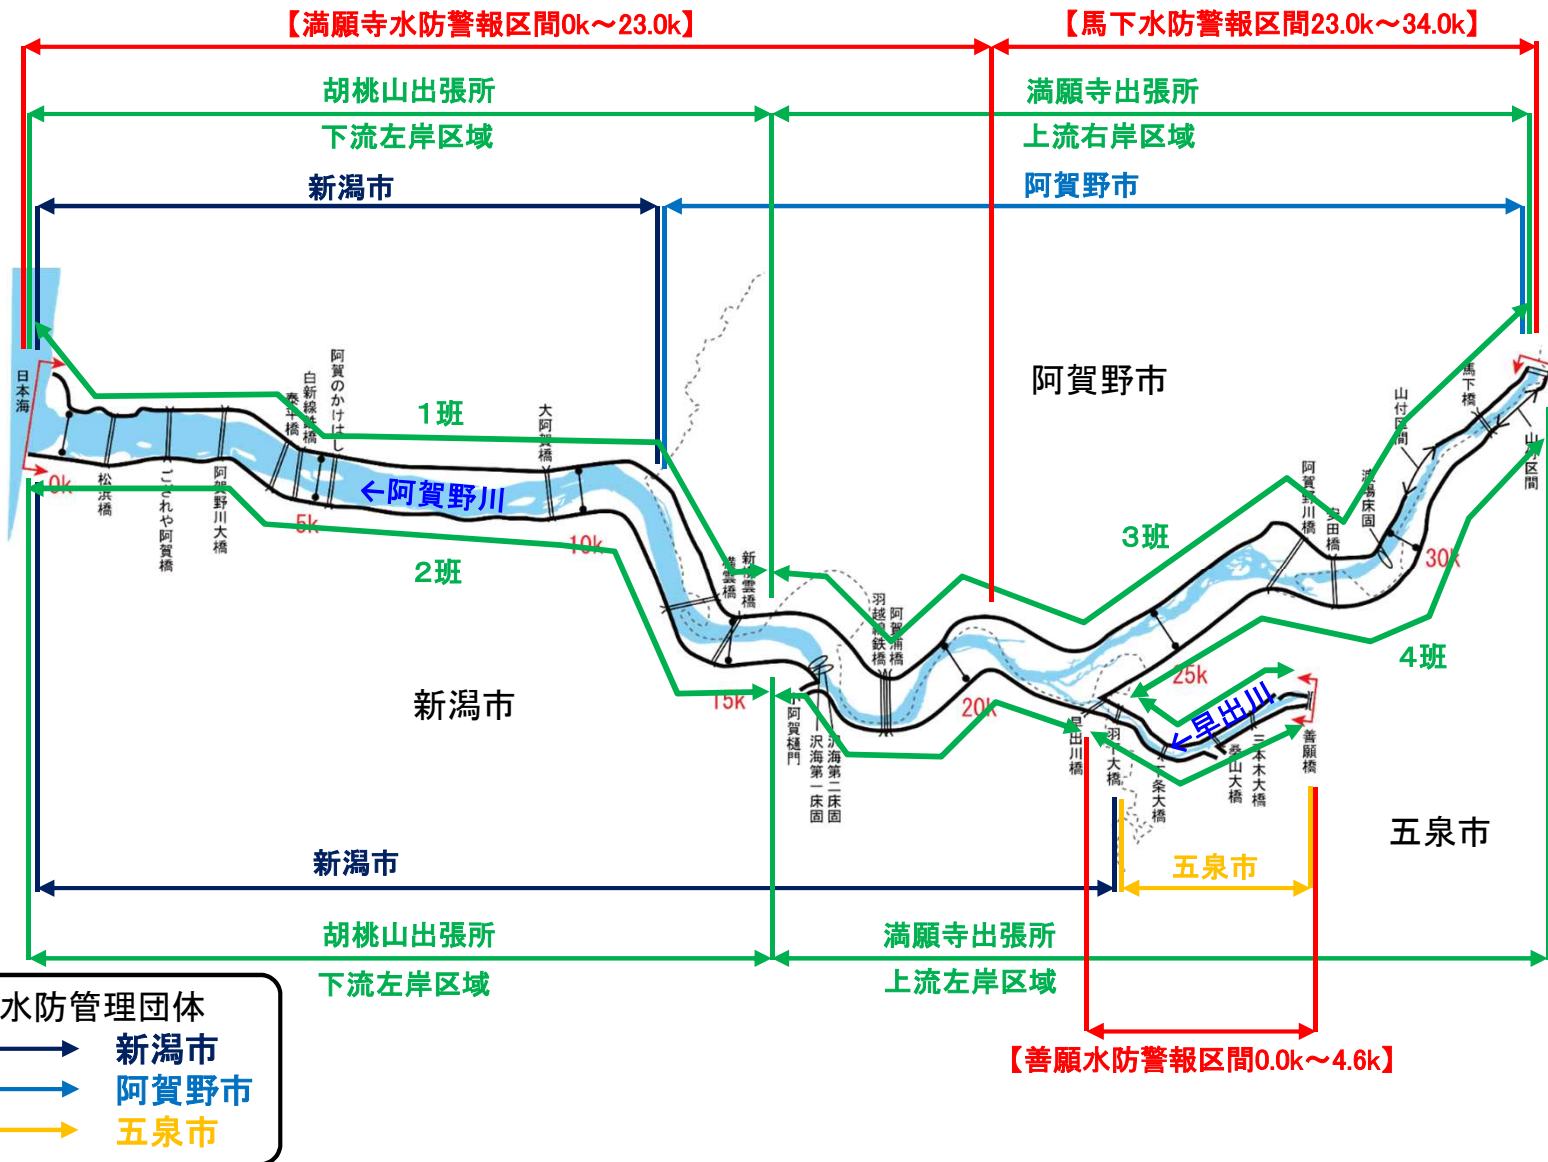 【満願寺水防警報区間0k～23.0k】
【馬下水防警報区間23.0k～34.0k】
胡桃山出張所
下流左岸区域
満願寺出張所
上流右岸区域
新潟市
阿賀野市
日本海
0k
松浜橋
ござれや阿賀橋
阿賀野川大橋
泰平橋
白新線鉄橋
阿賀のかけはし
5k
1班
←阿賀野川
2班
大阿賀橋
10k
新潟市
15k
阿賀樋門
沢海第一床固
沢海第二床固
羽越線鉄橋
阿賀浦橋
20k
阿賀野市
3班
25k
早出川橋
羽下大橋
←早出川
桑山大橋
三本木大橋
善願橋
4班
阿賀野川橋
安田橋
渡場床固
山付区間
馬下橋
山付区間
30k
五泉市
新潟市
五泉市
胡桃山出張所
下流左岸区域
満願寺出張所
上流左岸区域
【善願水防警報区間0.0k～4.6k】
水防管理団体
新潟市
阿賀野市
五泉市